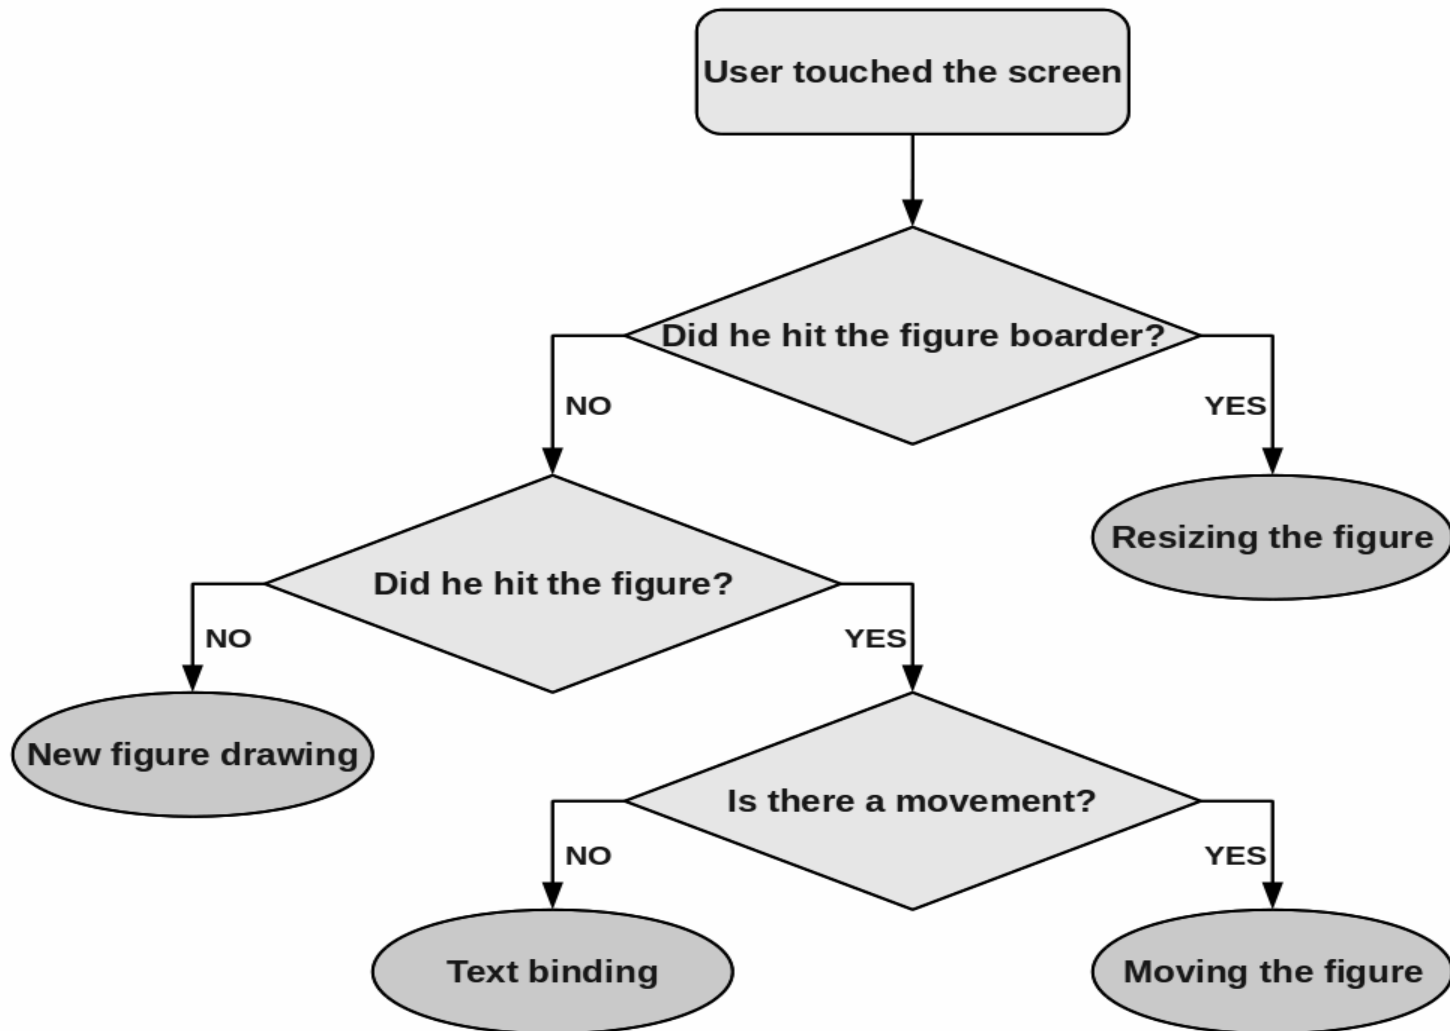 User touched the screen
Did he hit the figure boarder?
NO
YES
Resizing the figure
Did he hit the figure?
NO
YES
New figure drawing
Is there a movement?
NO
YES
Text binding
Moving the figure